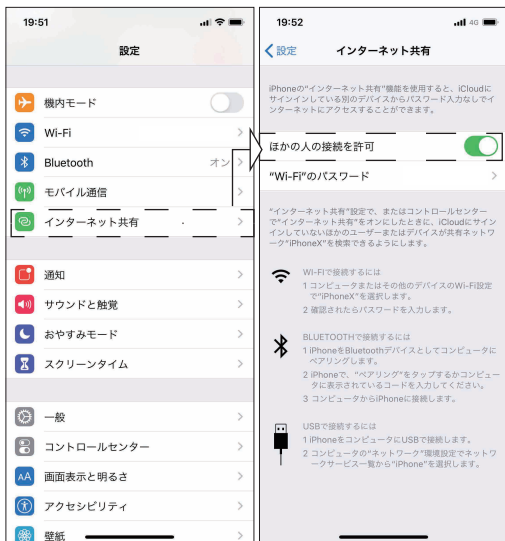 19:51
設定
機内モード
Wi-Fi
Bluetooth
オン
モバイル通信
インターネット共有
通知
サウンドと触覚
おやすみモード
スクリーンタイム
一般
コントロールセンター
AA
画面表示と明るさ
アクセシビリティ
壁紙
19:52
4G
設定
インターネット共有
iPhoneの“インターネット共有”機能を使用すると、iCloudに
サインインしている別のデバイスからパスワード入力なしでイ
ンターネットにアクセスすることができます。
ほかの人の接続を許可
“Wi-Fi”のパスワード
“インターネット共有”設定で、またはコントロールセンター
で“インターネット共有”をオンにしたときに、iCloudにサイン
インしていないほかのユーザーまたはデバイスが共有ネットワ
ーク“iPhoneX”を検索できるようにします。
WI-FIで接続するには
1 コンピュータまたはその他のデバイスのWi-Fi設定
で“iPhoneX”を選択します。
2 確認されたらパスワードを入力します。
BLUETOOTHで接続するには
1 iPhoneをBluetoothデバイスとしてコンピュータに
ペアリングします。
2 iPhoneで、“ペアリング”をタップするかコンピュー
タに表示されているコードを入力してください。
3 コンピュータからiPhoneに接続します。
USBで接続するには
1 iPhoneをコンピュータにUSBで接続します。
2 コンピュータの“ネットワーク”環境設定でネットワ
ークサービス一覧から“iPhone”を選択します。